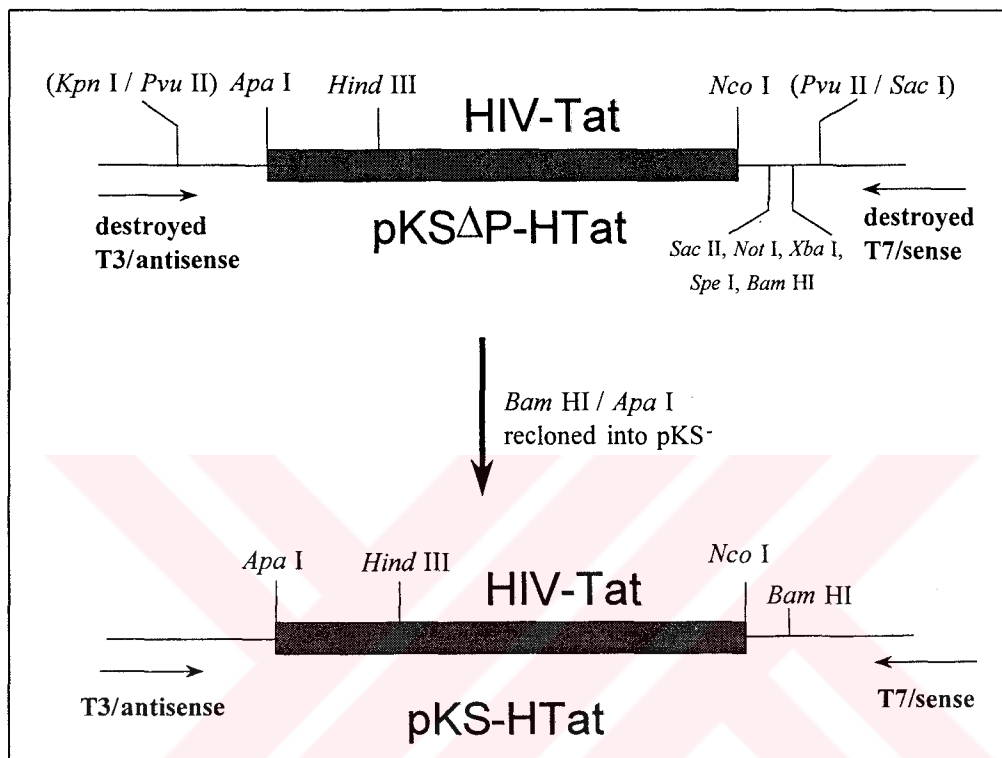 (Kpn I / Pvu II) Apa I Hind III Nco I (Pvu II / Sac I)
HIV-Tat
destroyed
T3/antisense
pKSΔP-HTat
Sac II, Not I, Xba I,
Spe I, Bam HI
destroyed
T7/sense
Bam HI / Apa I
recloned into pKS-
Apa I Hind III Nco I
HIV-Tat
Bam HI
T3/antisense
T7/sense
pKS-HTat